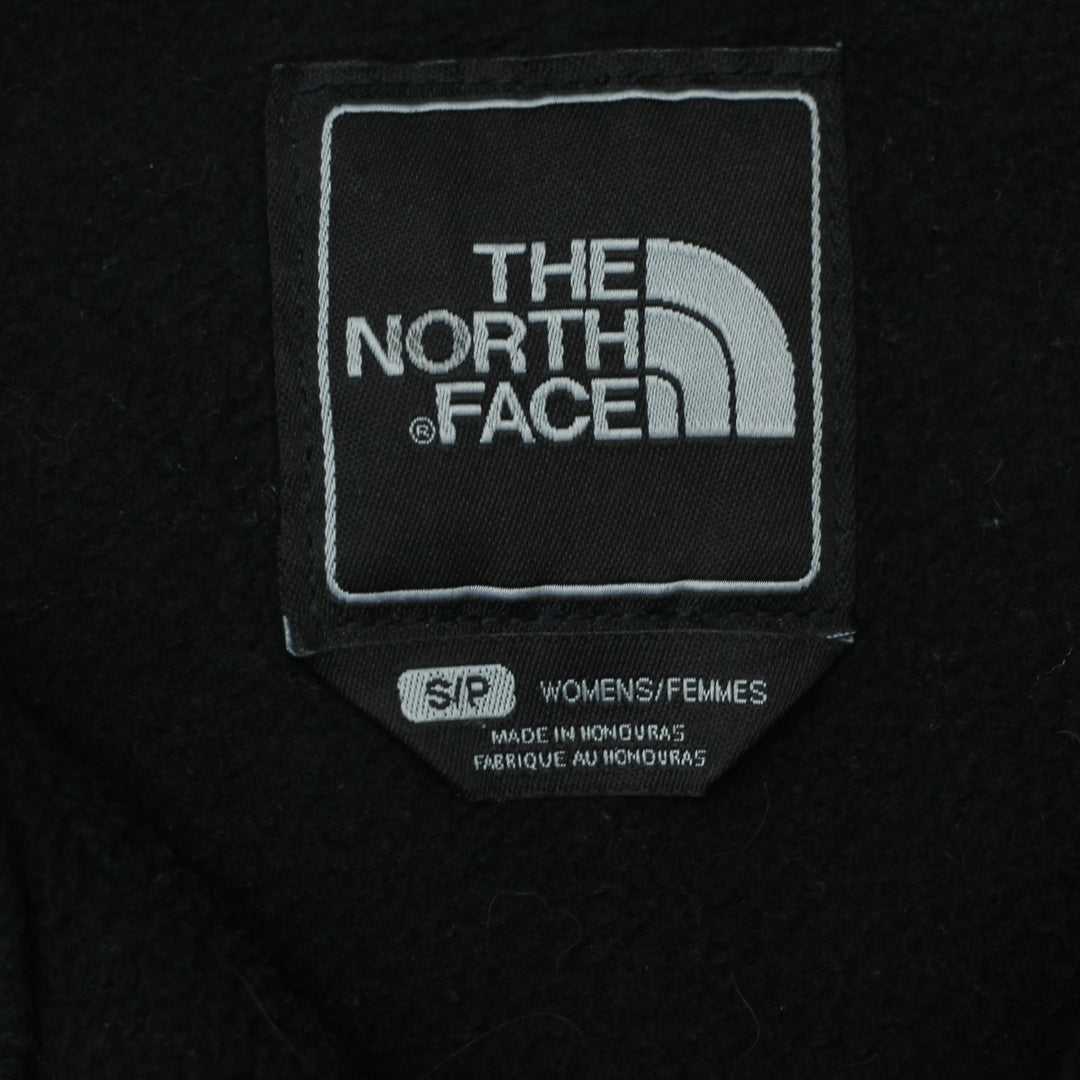 THE
NORTH
® FACE
S/P WOMENS/FEMMES
MADE IN HONDURAS
FABRIQUE AU HONDURAS